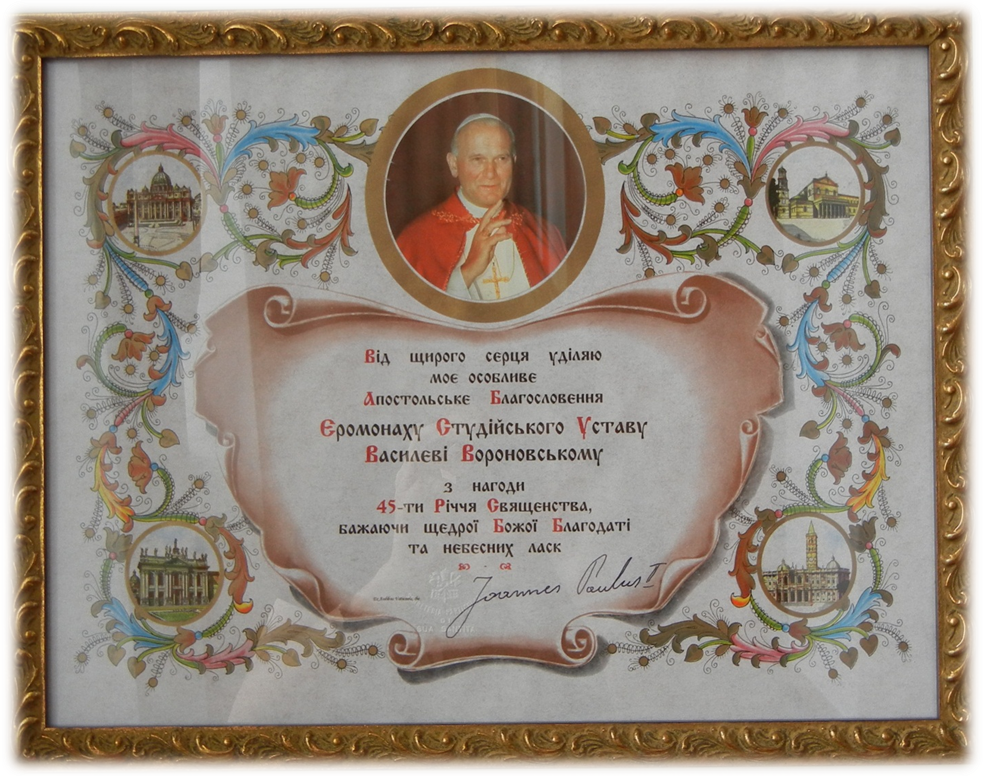 Від щирого серця уділяю
моє особливе
Апостольське Благословення
Єромонаху Студійського Уставу
Василеві Вороновському
з нагоди
45-ти Річчя Священства,
бажаючи щедрої Божої Благодаті
та небесних ласк
Joannes Paulus II